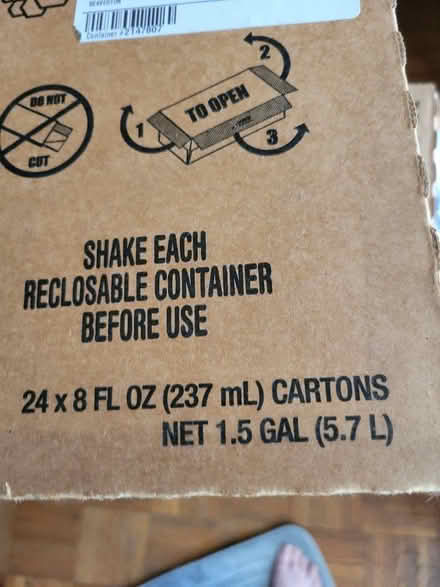 BEAVERTON
Container #2147807
DO NOT
CUT
TO OPEN
1
2
3
SHAKE EACH
RECLOSABLE CONTAINER
BEFORE USE
24 x 8 FL OZ (237 mL) CARTONS
NET 1.5 GAL (5.7 L)